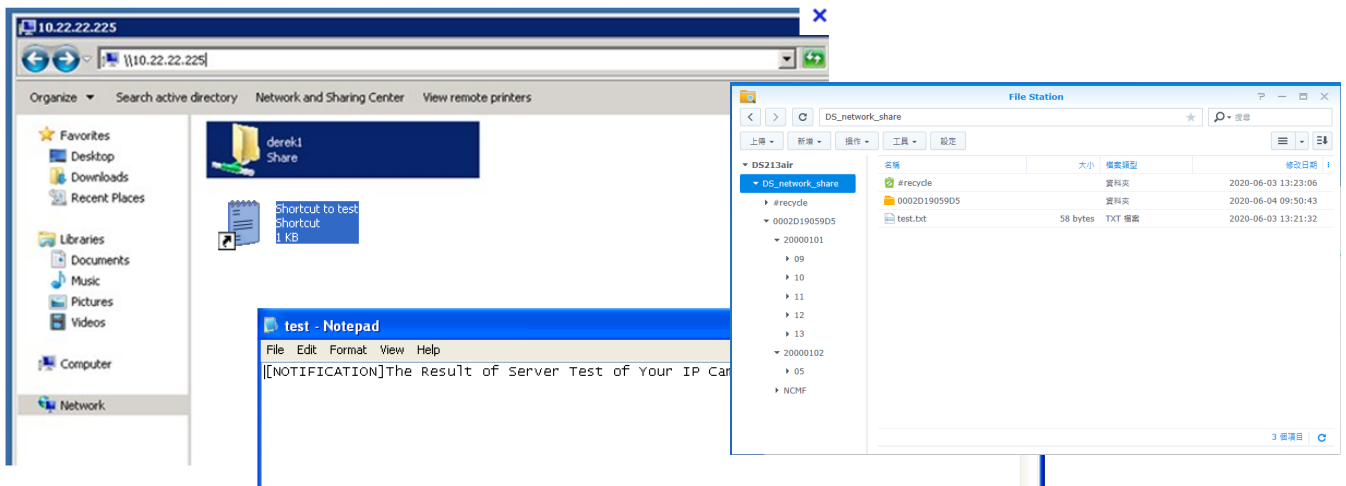 10.22.22.225
\\10.22.22.225
Organize Search active directory Network and Sharing Center View remote printers
Favorites
Desktop
Downloads
Recent Places
Libraries
Documents
Music
Pictures
Videos
Computer
Network
derek1
Share
Shortcut to test
Shortcut
1 KB
test - Notepad
File Edit Format View Help
[NOTIFICATION]The Result of Server Test of Your IP Cam
File Station
DS_network_share
搜尋
上傳 新增 操作 工具 設定
DS213air
DS_network_share
#recycle
0002D19059D5
20000101
09
10
11
12
13
20000102
05
NCMF
名稱 大小 檔案類型 修改日期
#recycle 資料夾 2020-06-03 13:23:06
0002D19059D5 資料夾 2020-06-04 09:50:43
test.txt 58 bytes TXT 檔案 2020-06-03 13:21:32
3 個項目